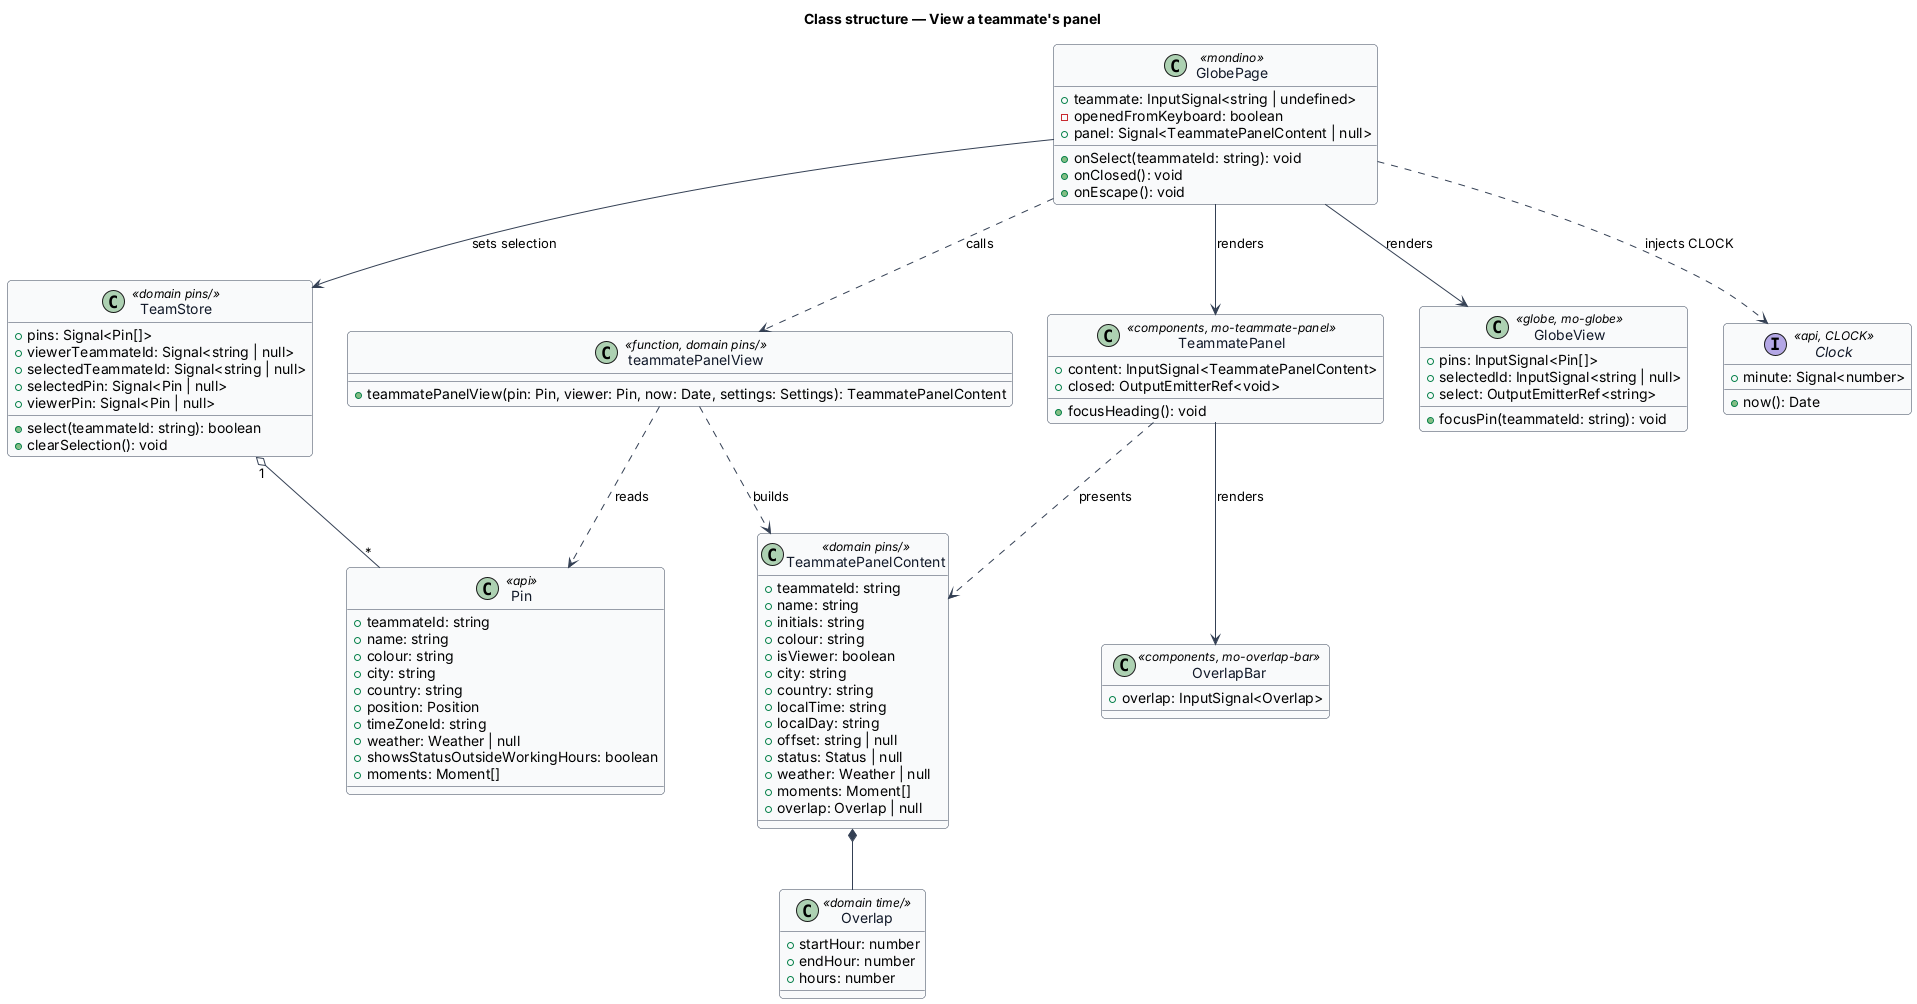 Class structure — View a teammate's panel
«mondino»
C GlobePage
teammate: InputSignal<string | undefined>
openedFromKeyboard: boolean
panel: Signal<TeammatePanelContent | null>
onSelect(teammateId: string): void
onClosed(): void
onEscape(): void
sets selection
calls
renders
renders
injects CLOCK
«domain pins/»
C TeamStore
pins: Signal<Pin[]>
viewerTeammateId: Signal<string | null>
selectedTeammateId: Signal<string | null>
selectedPin: Signal<Pin | null>
viewerPin: Signal<Pin | null>
select(teammateId: string): boolean
clearSelection(): void
«function, domain pins/»
C teammatePanelView
teammatePanelView(pin: Pin, viewer: Pin, now: Date, settings: Settings): TeammatePanelContent
«components, mo-teammate-panel»
C TeammatePanel
content: InputSignal<TeammatePanelContent>
closed: OutputEmitterRef<void>
focusHeading(): void
«globe, mo-globe»
C GlobeView
pins: InputSignal<Pin[]>
selectedId: InputSignal<string | null>
select: OutputEmitterRef<string>
focusPin(teammateId: string): void
«api, CLOCK»
I Clock
minute: Signal<number>
now(): Date
1
*
reads
builds
presents
renders
«api»
C Pin
teammateId: string
name: string
colour: string
city: string
country: string
position: Position
timeZoneId: string
weather: Weather | null
showsStatusOutsideWorkingHours: boolean
moments: Moment[]
«domain pins/»
C TeammatePanelContent
teammateId: string
name: string
initials: string
colour: string
isViewer: boolean
city: string
country: string
localTime: string
localDay: string
offset: string | null
status: Status | null
weather: Weather | null
moments: Moment[]
overlap: Overlap | null
«components, mo-overlap-bar»
C OverlapBar
overlap: InputSignal<Overlap>
«domain time/»
C Overlap
startHour: number
endHour: number
hours: number